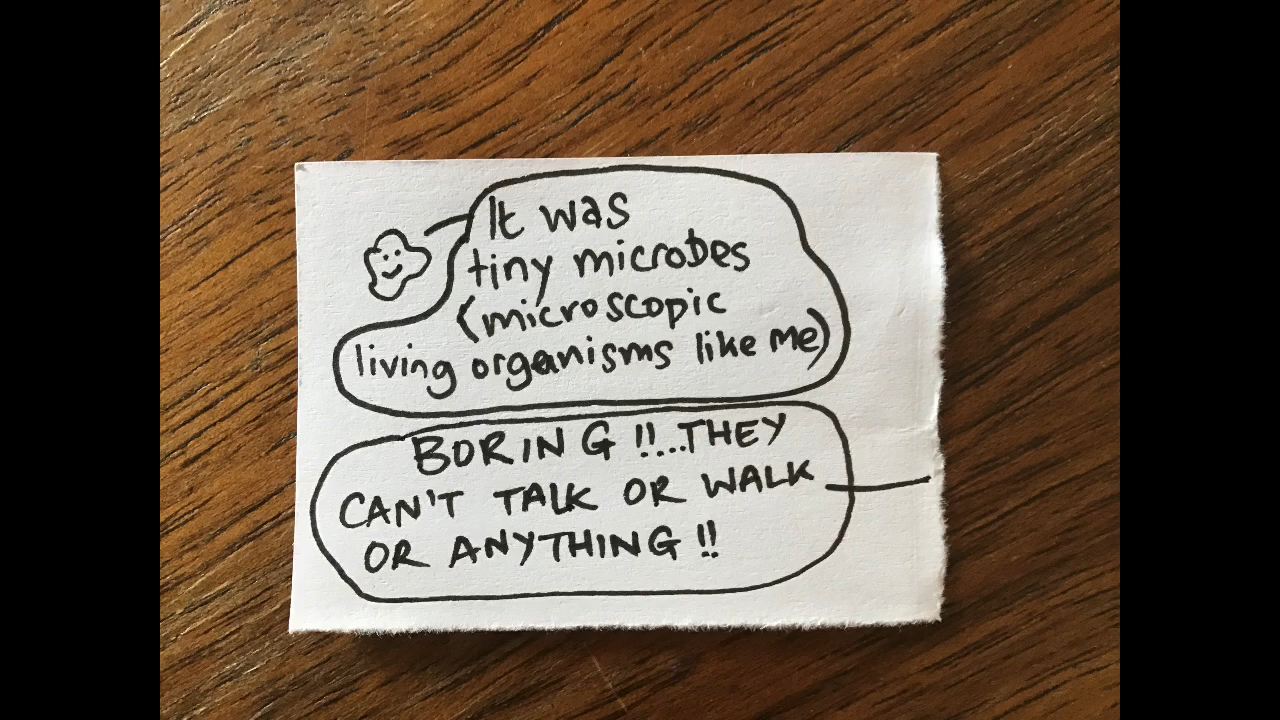 It was
tiny microbes
(microscopic
living organisms like me)
BORING!!...THEY
CAN'T TALK OR WALK
OR ANYTHING!!